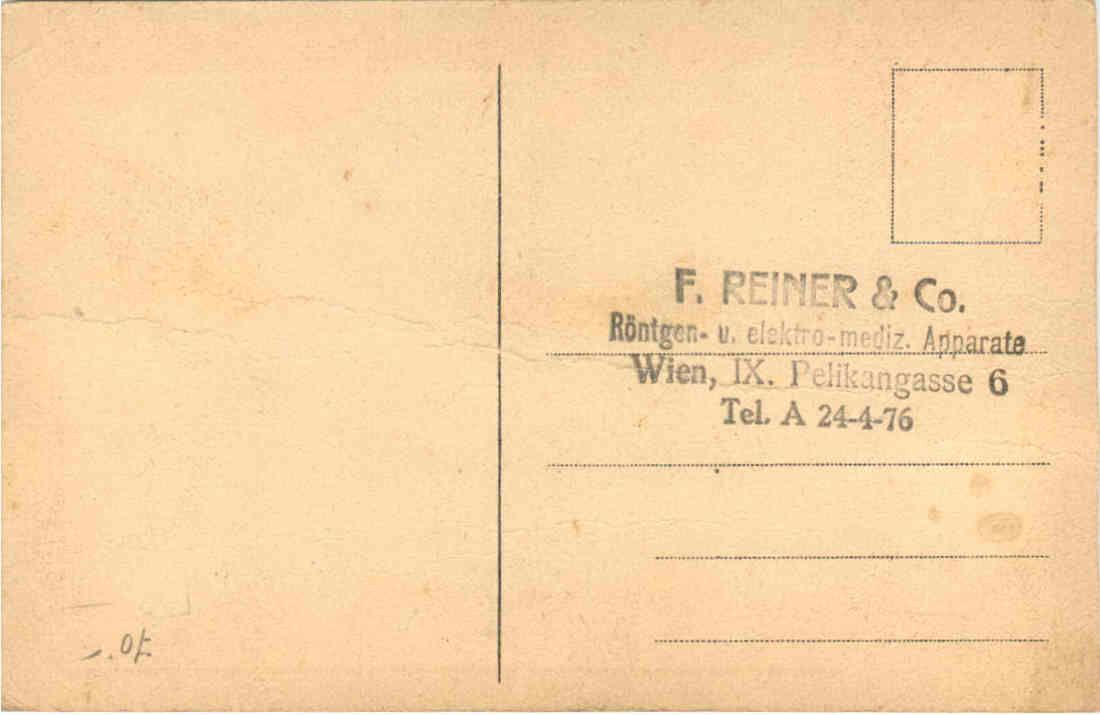 F. REINER & Co.
Röntgen- u. elektro-mediz. Apparate
Wien, IX. Pelikangasse 6
Tel. A 24-4-76